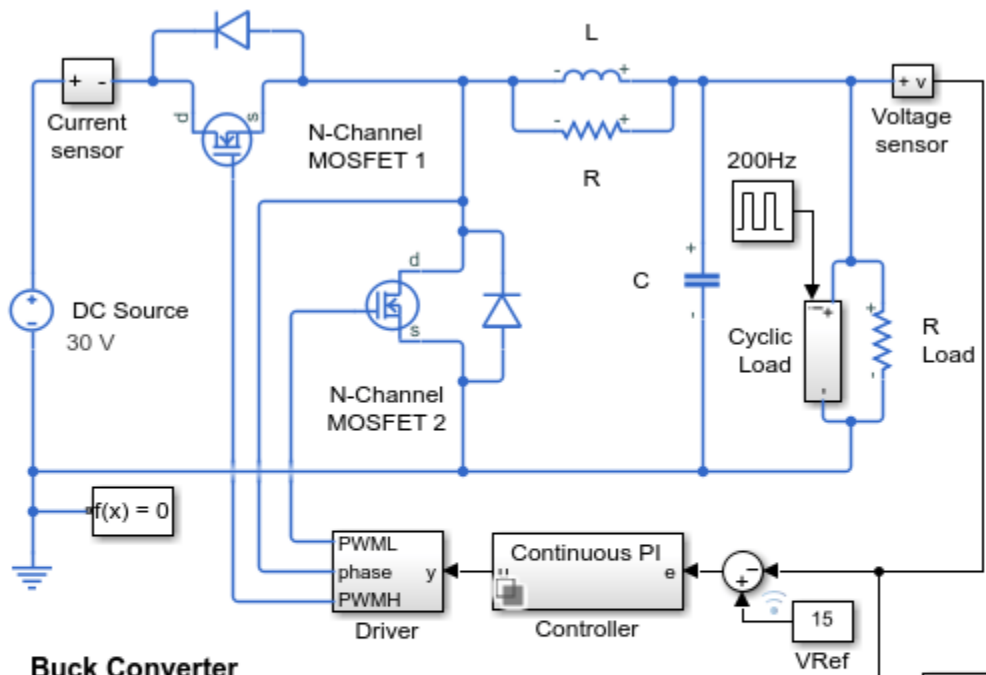 L
+ -
Current
sensor
d
s
N-Channel
MOSFET 1
- +
- +
R
+ v
Voltage
sensor
200Hz
d
s
+
-
C
DC Source
30 V
+
-
Cyclic
Load
+
-
R
Load
+
-
N-Channel
MOSFET 2
f(x) = 0
PWML
phase y
PWMH
Driver
Continuous PI
u e
Controller
-
+
15
VRef
Buck Converter